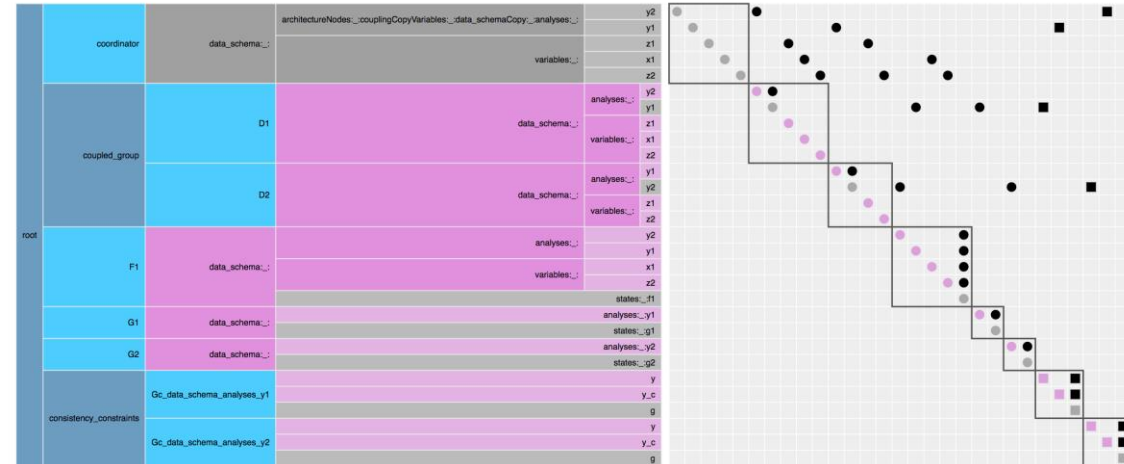 root
coordinator
data_schema:_:
architectureNodes:_:couplingCopyVariables:_:data_schemaCopy:_:analyses:_:
y2
y1
variables:_:
z1
x1
z2
coupled_group
D1
data_schema:_:
analyses:_:
y2
y1
variables:_:
z1
x1
z2
D2
data_schema:_:
analyses:_:
y1
y2
variables:_:
z1
z2
F1
data_schema:_:
analyses:_:
y2
y1
variables:_:
x1
z2
states:_:f1
G1
data_schema:_:
analyses:_:y1
states:_:g1
G2
data_schema:_:
analyses:_:y2
states:_:g2
consistency_constraints
Gc_data_schema_analyses_y1
y
y_c
g
Gc_data_schema_analyses_y2
y
y_c
g